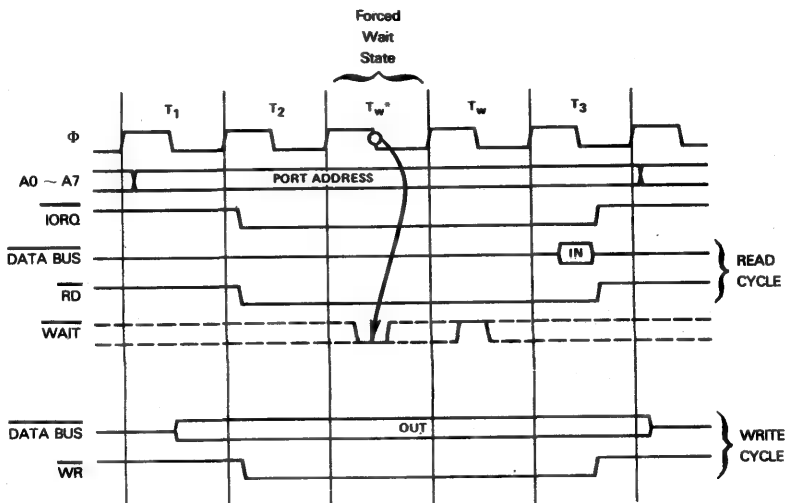 Forced
Wait
State
T1 T2 Tw* Tw T3
Φ
A0 ~ A7 PORT ADDRESS
IORQ
DATA BUS IN READ
RD CYCLE
WAIT
DATA BUS OUT WRITE
WR CYCLE